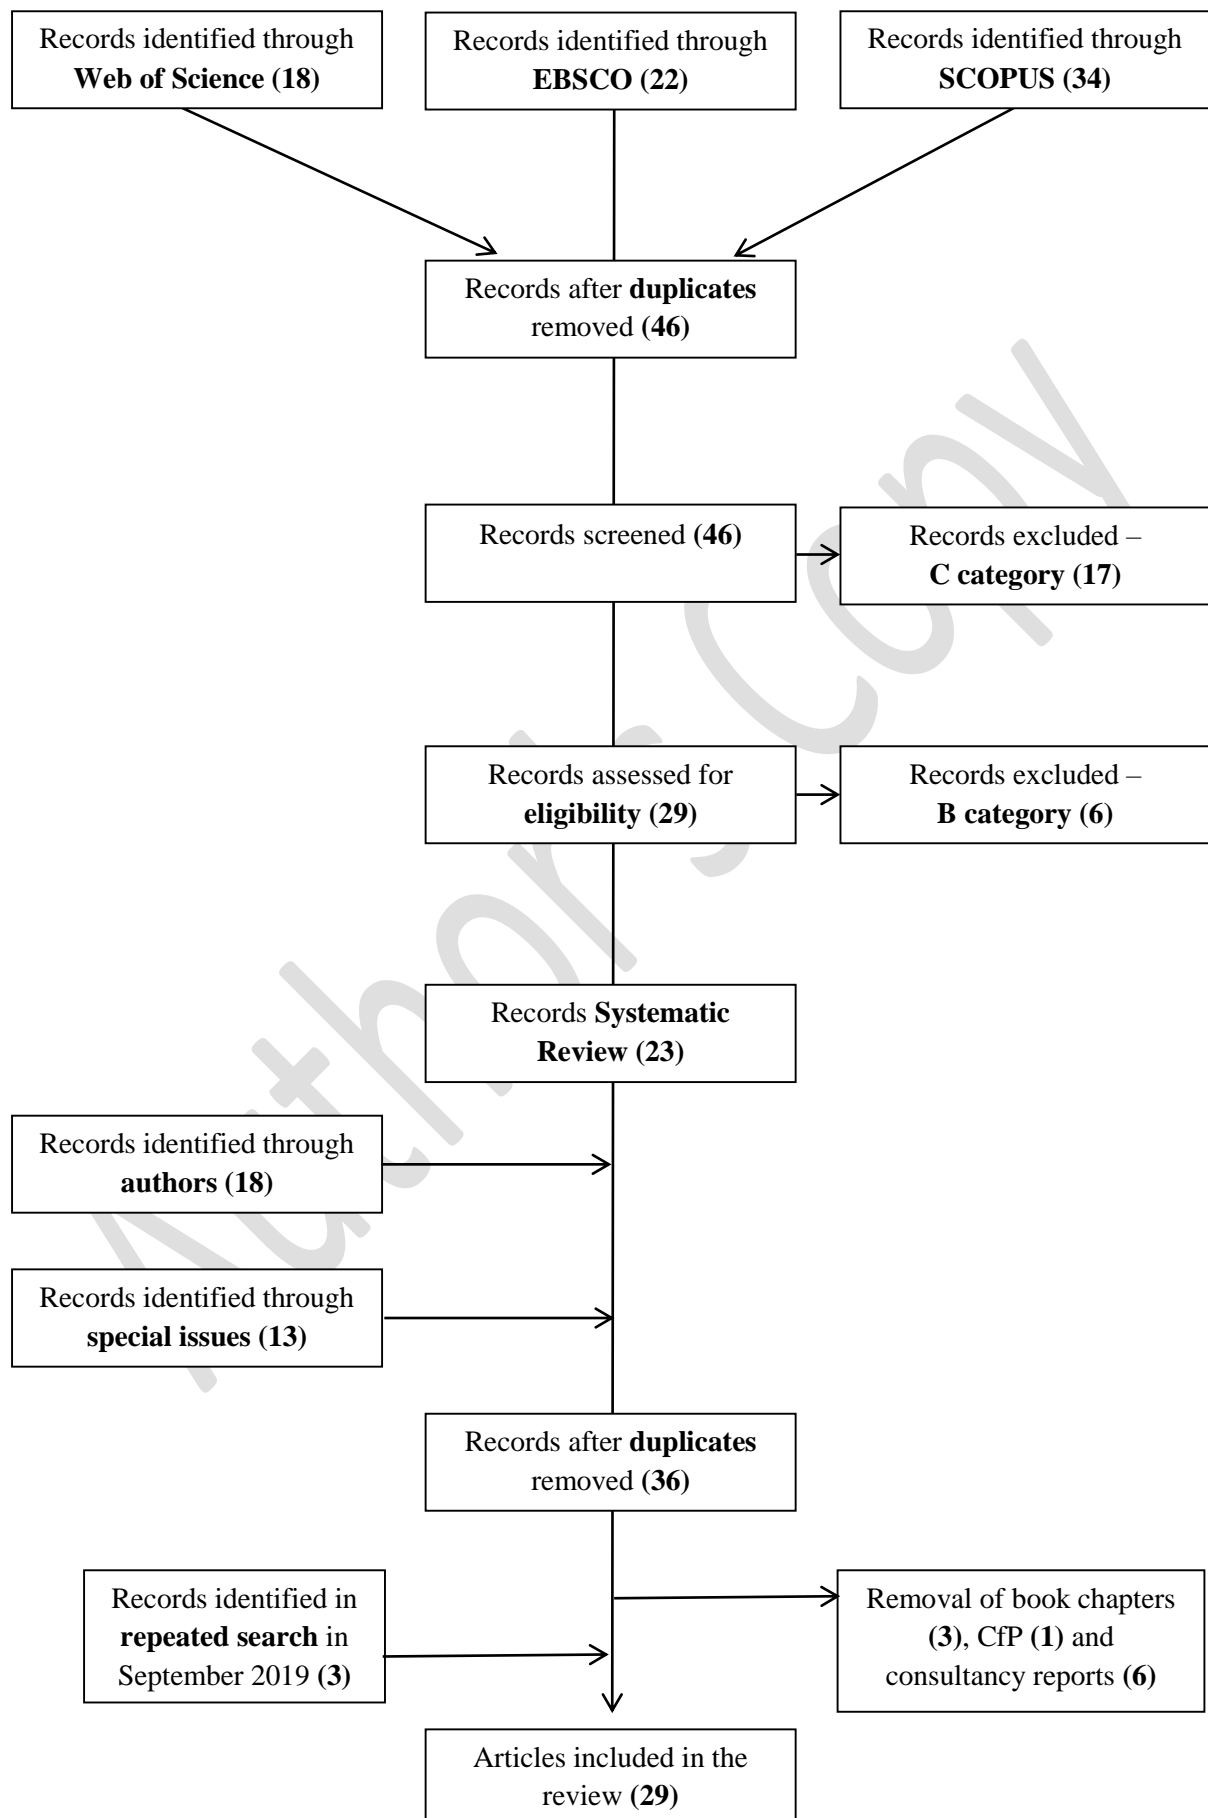 Records identified through
Web of Science (18)
Records identified through
EBSCO (22)
Records identified through
SCOPUS (34)
Records after duplicates
removed (46)
Records screened (46)
Records excluded –
C category (17)
Records assessed for
eligibility (29)
Records excluded –
B category (6)
Records Systematic
Review (23)
Records identified through
authors (18)
Records identified through
special issues (13)
Records after duplicates
removed (36)
Records identified in
repeated search in
September 2019 (3)
Removal of book chapters
(3), CfP (1) and
consultancy reports (6)
Articles included in the
review (29)
Author's Copy